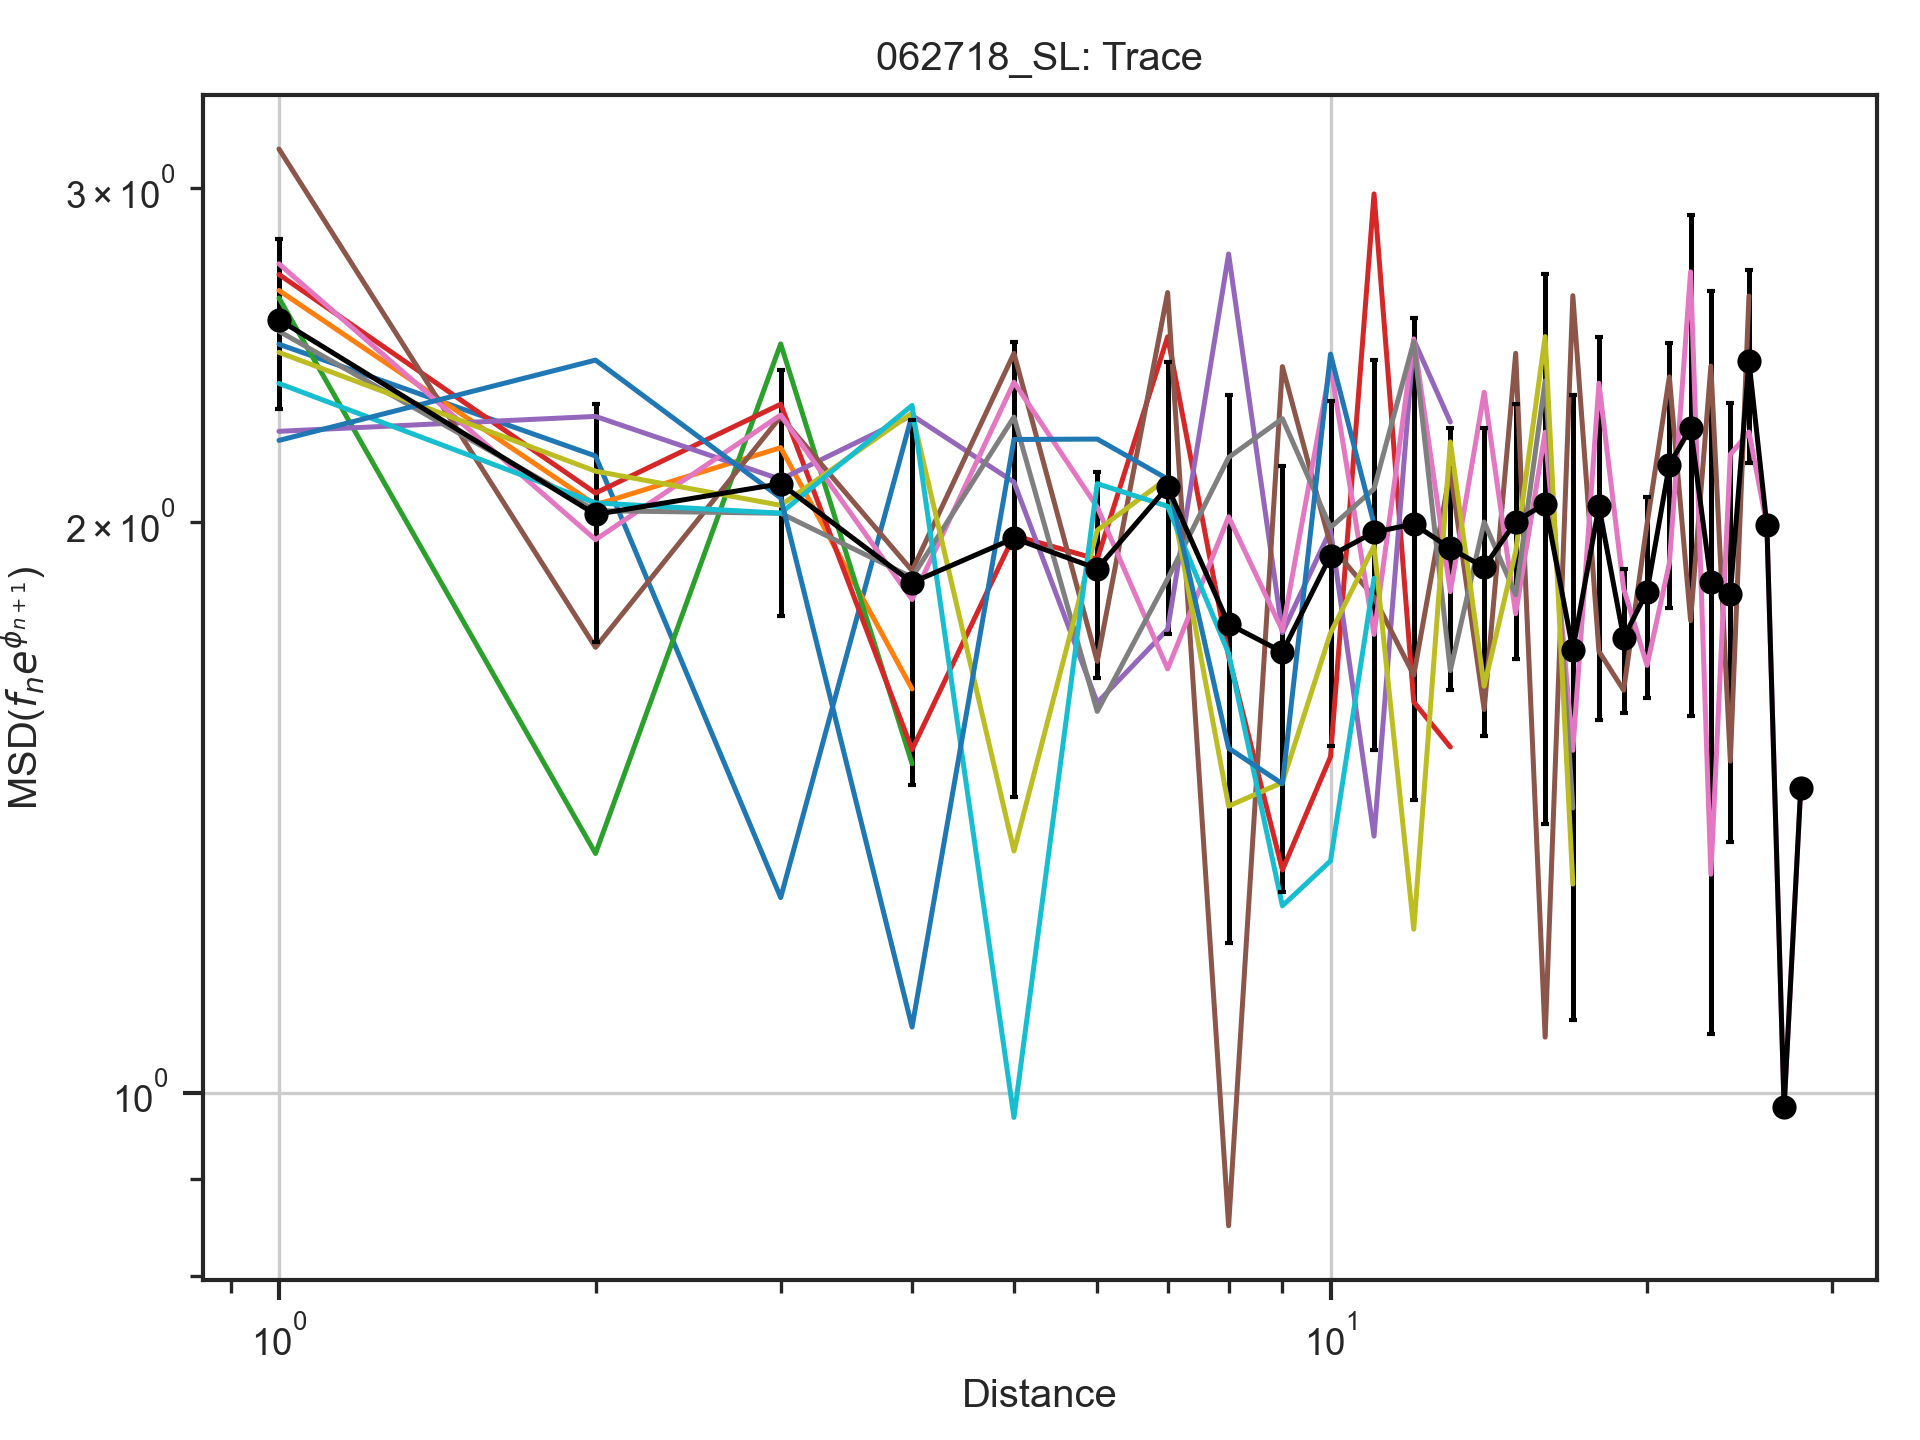 062718_SL: Trace
3 × 10⁰
2 × 10⁰
10⁰
MSD(fₙe^ϕₙ₊₁)
10⁰ 10¹
Distance